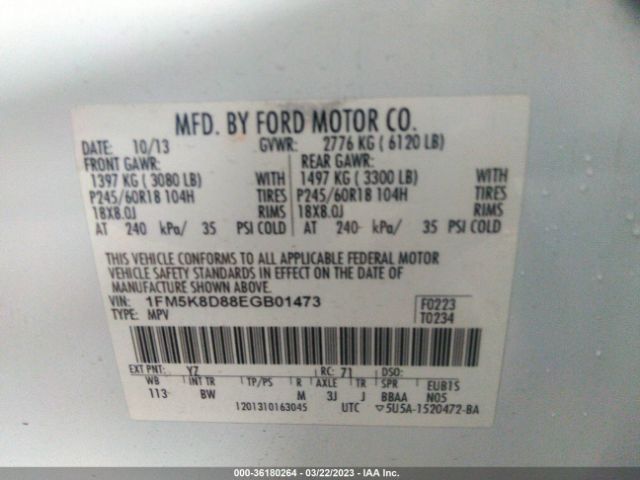 MFD. BY FORD MOTOR CO.
DATE: 10/13 GVWR: 2776 KG ( 6120 LB)
FRONT GAWR: REAR GAWR:
1397 KG ( 3080 LB) WITH 1497 KG ( 3300 LB) WITH
P245/60R18 104H TIRES P245/60R18 104H TIRES
18X8.0J RIMS 18X8.0J RIMS
AT 240 kPa/ 35 PSI COLD AT 240 kPa/ 35 PSI COLD
THIS VEHICLE CONFORMS TO ALL APPLICABLE FEDERAL MOTOR
VEHICLE SAFETY STANDARDS IN EFFECT ON THE DATE OF
MANUFACTURE SHOWN ABOVE.
VIN: 1FM5K8D88EGB01473 F0223
TYPE: MPV T0234
EXT PNT: YZ RC: 71 DSO:
WB INT TR TP/PS R AXLE TR SPR EUB1S
113 BW M 3J J BBAA N05
1201310163045 UTC ▽5U5A-1520472-BA
000-36180264 - 03/22/2023 - IAA Inc.